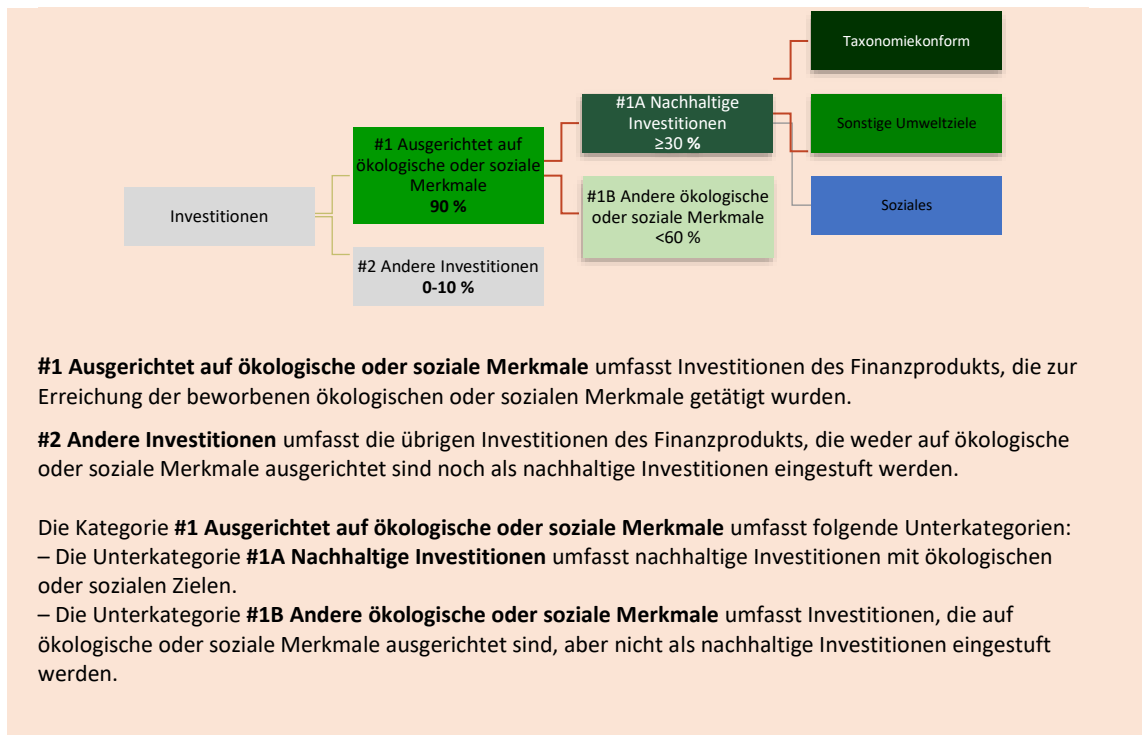 Taxonomiekonform
#1A Nachhaltige
Investitionen
≥30 %
Sonstige Umweltziele
#1 Ausgerichtet auf
ökologische oder soziale
Merkmale
90 %
#1B Andere ökologische
oder soziale Merkmale
<60 %
Soziales
Investitionen
#2 Andere Investitionen
0-10 %
#1 Ausgerichtet auf ökologische oder soziale Merkmale umfasst Investitionen des Finanzprodukts, die zur
Erreichung der beworbenen ökologischen oder sozialen Merkmale getätigt wurden.
#2 Andere Investitionen umfasst die übrigen Investitionen des Finanzprodukts, die weder auf ökologische
oder soziale Merkmale ausgerichtet sind noch als nachhaltige Investitionen eingestuft werden.
Die Kategorie #1 Ausgerichtet auf ökologische oder soziale Merkmale umfasst folgende Unterkategorien:
– Die Unterkategorie #1A Nachhaltige Investitionen umfasst nachhaltige Investitionen mit ökologischen
oder sozialen Zielen.
– Die Unterkategorie #1B Andere ökologische oder soziale Merkmale umfasst Investitionen, die auf
ökologische oder soziale Merkmale ausgerichtet sind, aber nicht als nachhaltige Investitionen eingestuft
werden.